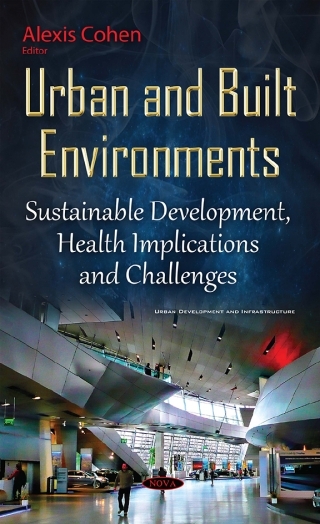 Alexis Cohen
Editor
Urban and Built
Environments
Sustainable Development,
Health Implications
and Challenges
Urban Development and Infrastructure
NOVA